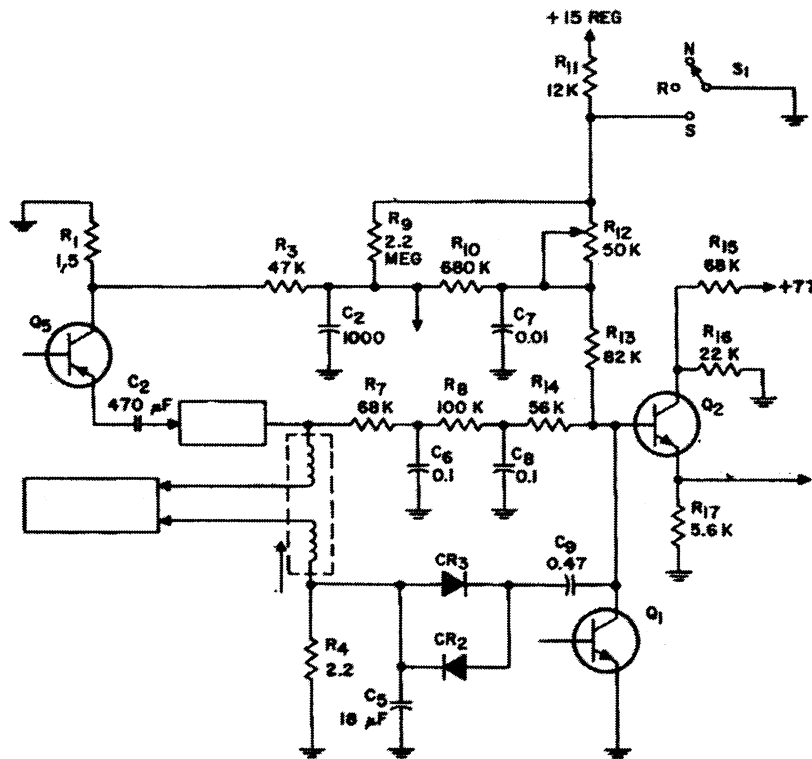 +15 REG
R11
12K
N
S1
R
S
R1
1,5
R3
47K
R9
2.2
MEG
R10
680K
R12
50K
R15
68K
+77
C2
1000
C7
0.01
R13
82K
R16
22K
Q5
C2
470 µF
R7
68K
R8
100K
R14
56K
Q2
C6
0.1
C8
0.1
R17
5.6K
CR3
C9
0.47
Q1
R4
2.2
CR2
C5
18 µF